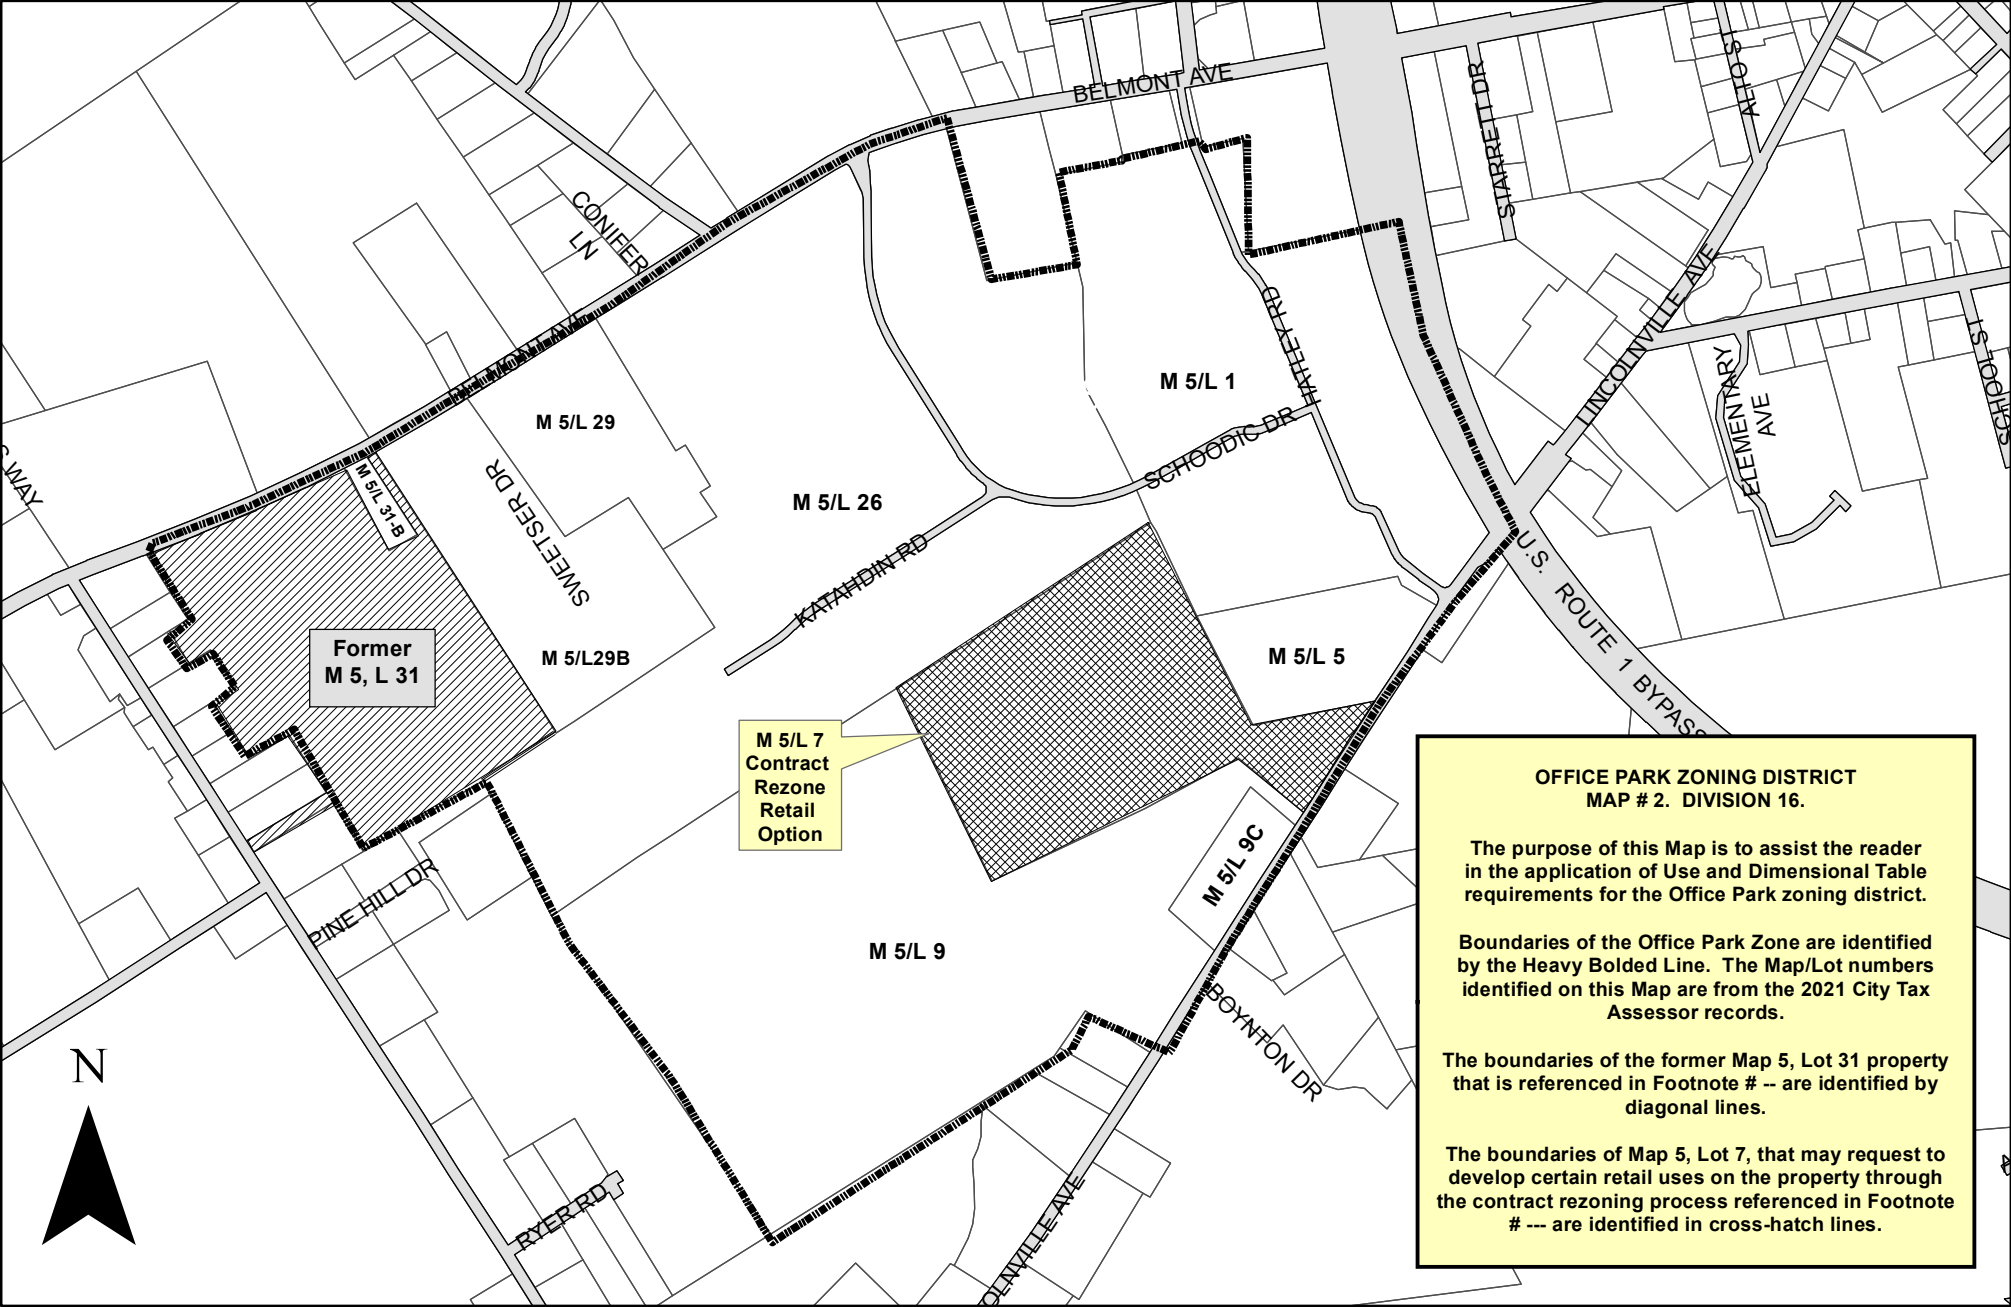 BELMONT AVE
STARRETT DR
ALTO ST
CONIFER
LN
LINCOLNVILLE AVE
HATLEY RD
BELMONT AVE
ELEMENTARY
AVE
SCHOOL ST
S WAY
M 5/L 1
M 5/L 29
SCHOODIC DR
M 5/L 31-B
SWEETSER DR
M 5/L 26
KATAHDIN RD
U.S. ROUTE 1 BYPASS
Former
M 5, L 31
M 5/L29B
M 5/L 5
M 5/L 7
Contract
Rezone
Retail
Option
M 5/L 9C
PINE HILL DR
M 5/L 9
BOYNTON DR
N
RYER RD
OLNVILLE AVE
OFFICE PARK ZONING DISTRICT
MAP # 2.  DIVISION 16.
The purpose of this Map is to assist the reader
in the application of Use and Dimensional Table
requirements for the Office Park zoning district.
Boundaries of the Office Park Zone are identified
by the Heavy Bolded Line.  The Map/Lot numbers
identified on this Map are from the 2021 City Tax
Assessor records.
The boundaries of the former Map 5, Lot 31 property
that is referenced in Footnote # -- are identified by
diagonal lines.
The boundaries of Map 5, Lot 7, that may request to
develop certain retail uses on the property through
the contract rezoning process referenced in Footnote
# --- are identified in cross-hatch lines.